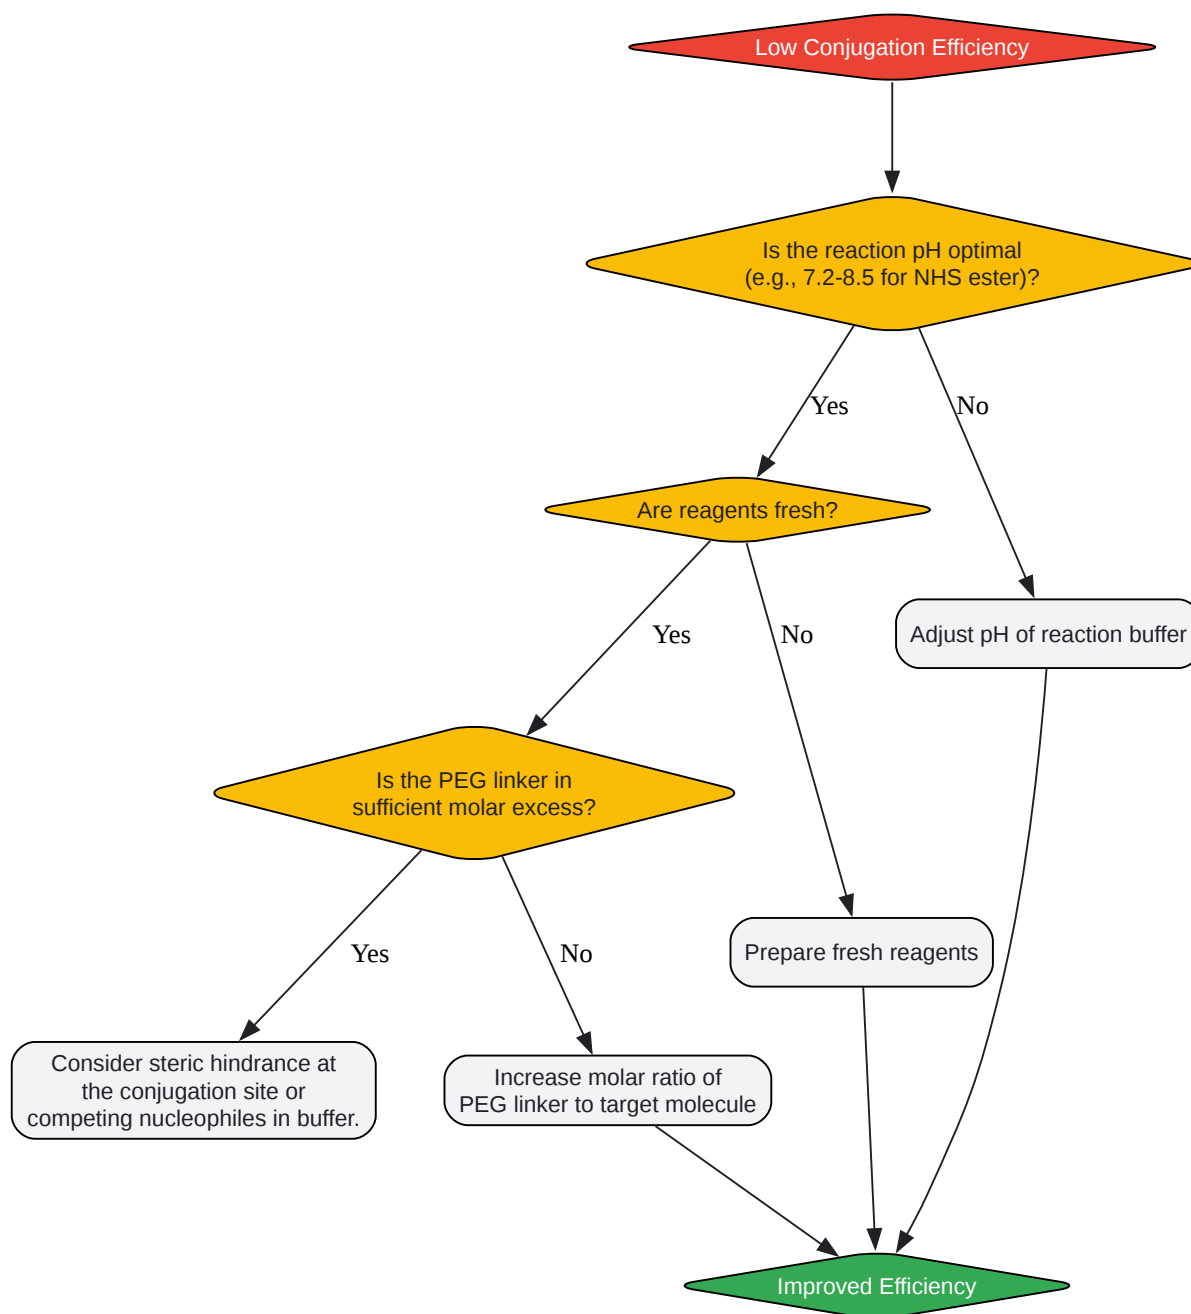 Low Conjugation Efficiency
Is the reaction pH optimal
(e.g., 7.2-8.5 for NHS ester)?
Yes
No
Are reagents fresh?
Yes
No
Adjust pH of reaction buffer
Is the PEG linker in
sufficient molar excess?
Yes
No
Prepare fresh reagents
Consider steric hindrance at
the conjugation site or
competing nucleophiles in buffer.
Increase molar ratio of
PEG linker to target molecule
Improved Efficiency